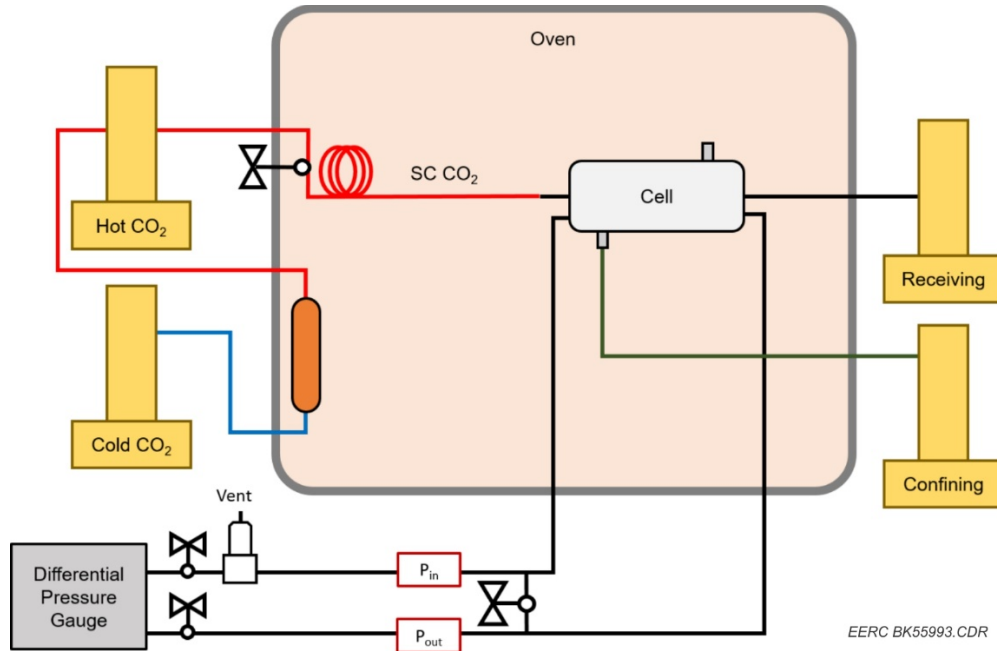 Oven
Hot CO₂
SC CO₂
Cell
Receiving
Cold CO₂
Confining
Vent
Differential
Pressure
Gauge
Pin
Pout
EERC BK55993.CDR